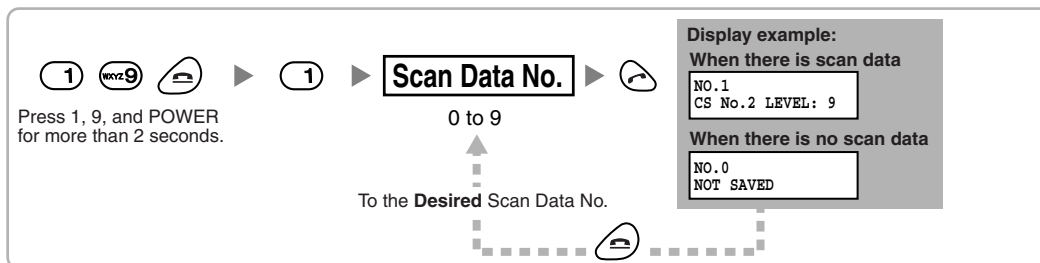 1) WXYZ9) 1) Scan Data No.
Press 1, 9, and POWER
for more than 2 seconds.
0 to 9
To the Desired Scan Data No.
Display example:
When there is scan data
NO.1
CS No.2 LEVEL: 9
When there is no scan data
NO.0
NOT SAVED